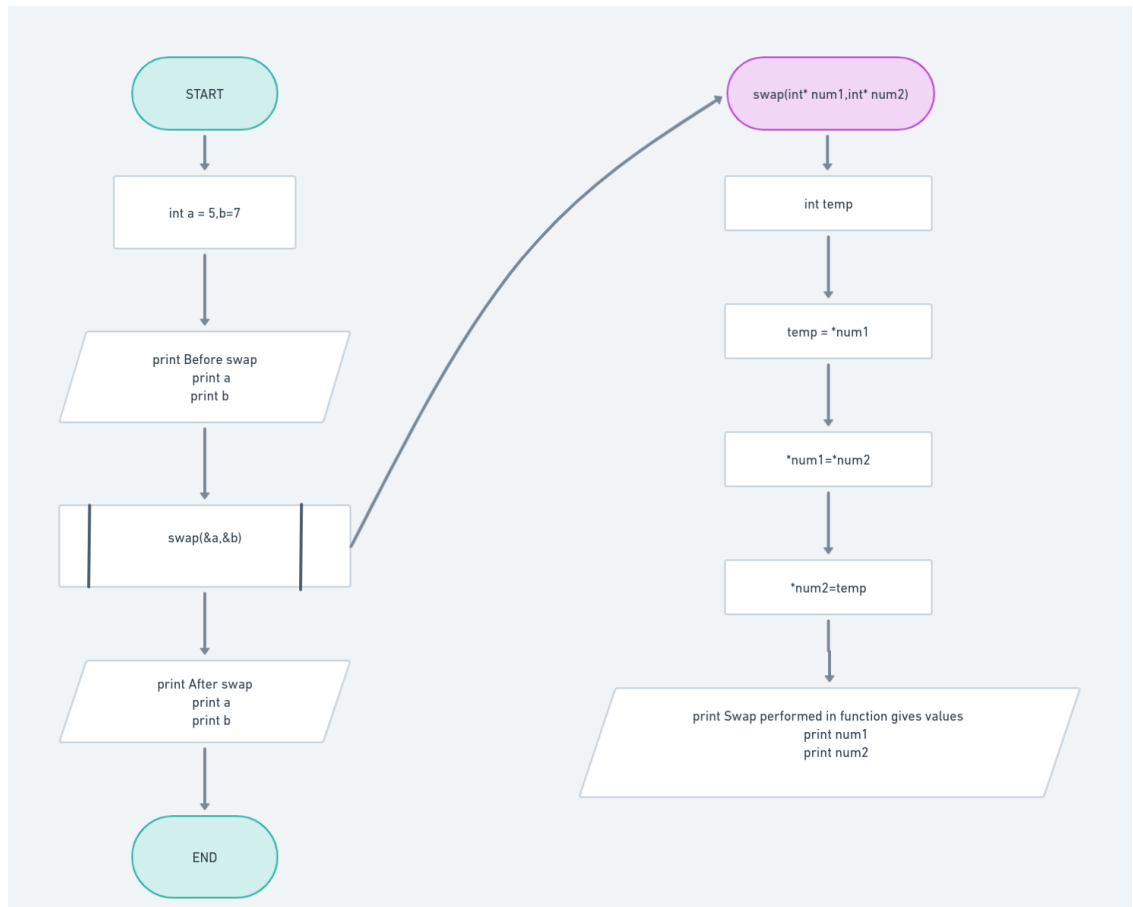 START
int a = 5,b=7
print Before swap
print a
print b
swap(&a,&b)
print After swap
print a
print b
END
swap(int* num1,int* num2)
int temp
temp = *num1
*num1=*num2
*num2=temp
print Swap performed in function gives values
print num1
print num2